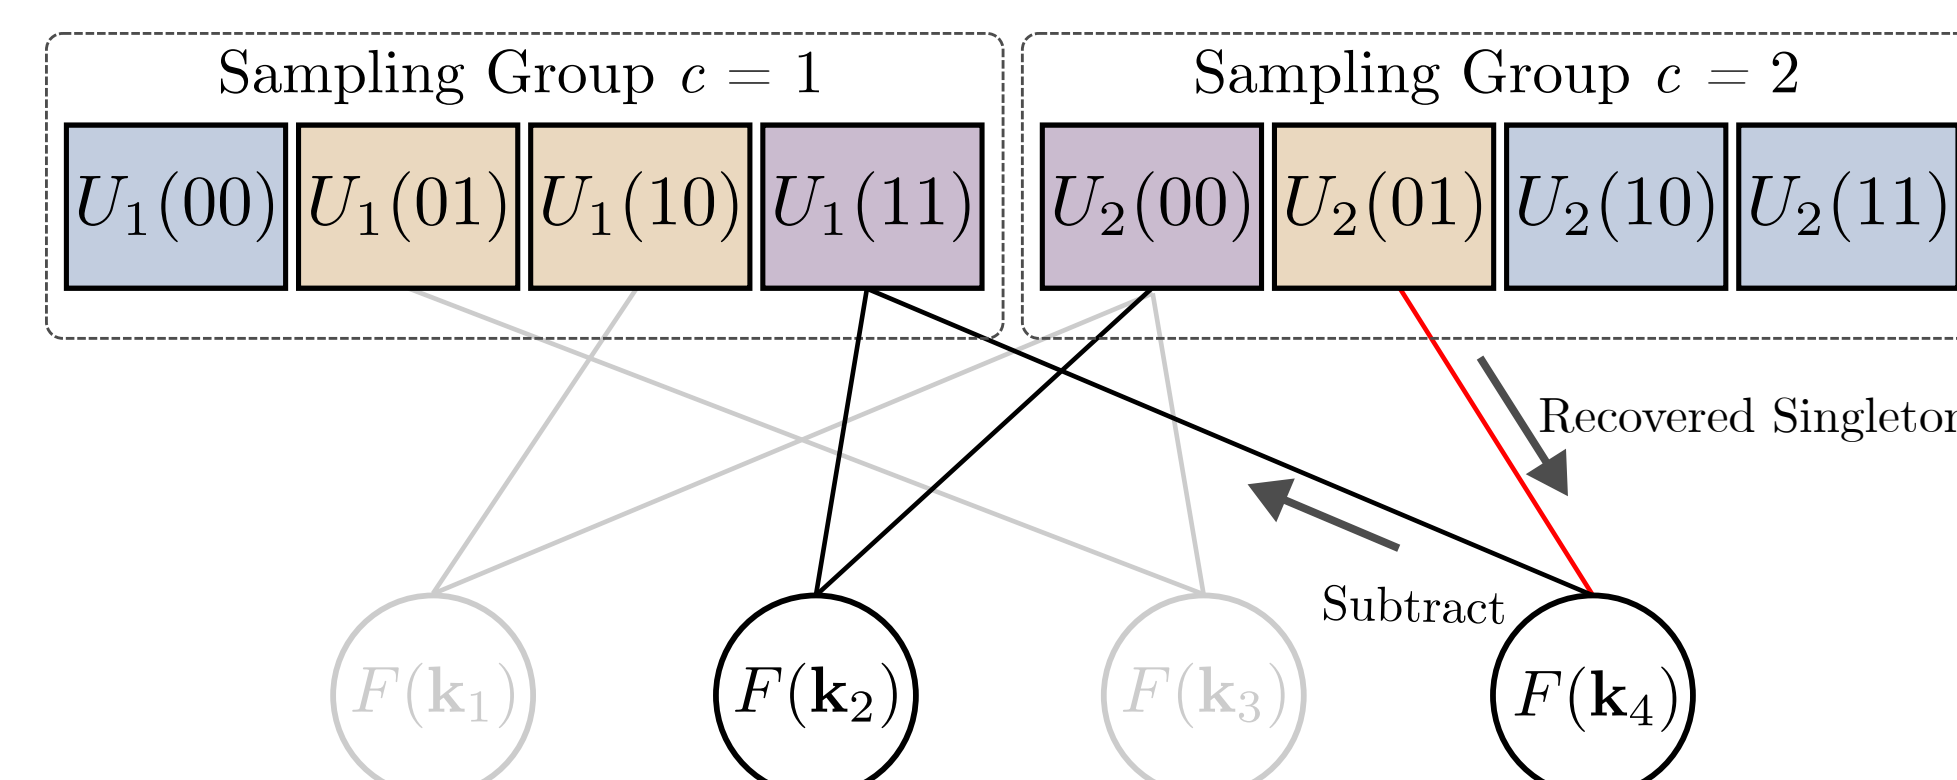 Sampling Group c = 1
Sampling Group c = 2
U₁(00) U₁(01) U₁(10) U₁(11) U₂(00) U₂(01) U₂(10) U₂(11)
Recovered Singleton
Subtract
F(k₁) F(k₂) F(k₃) F(k₄)